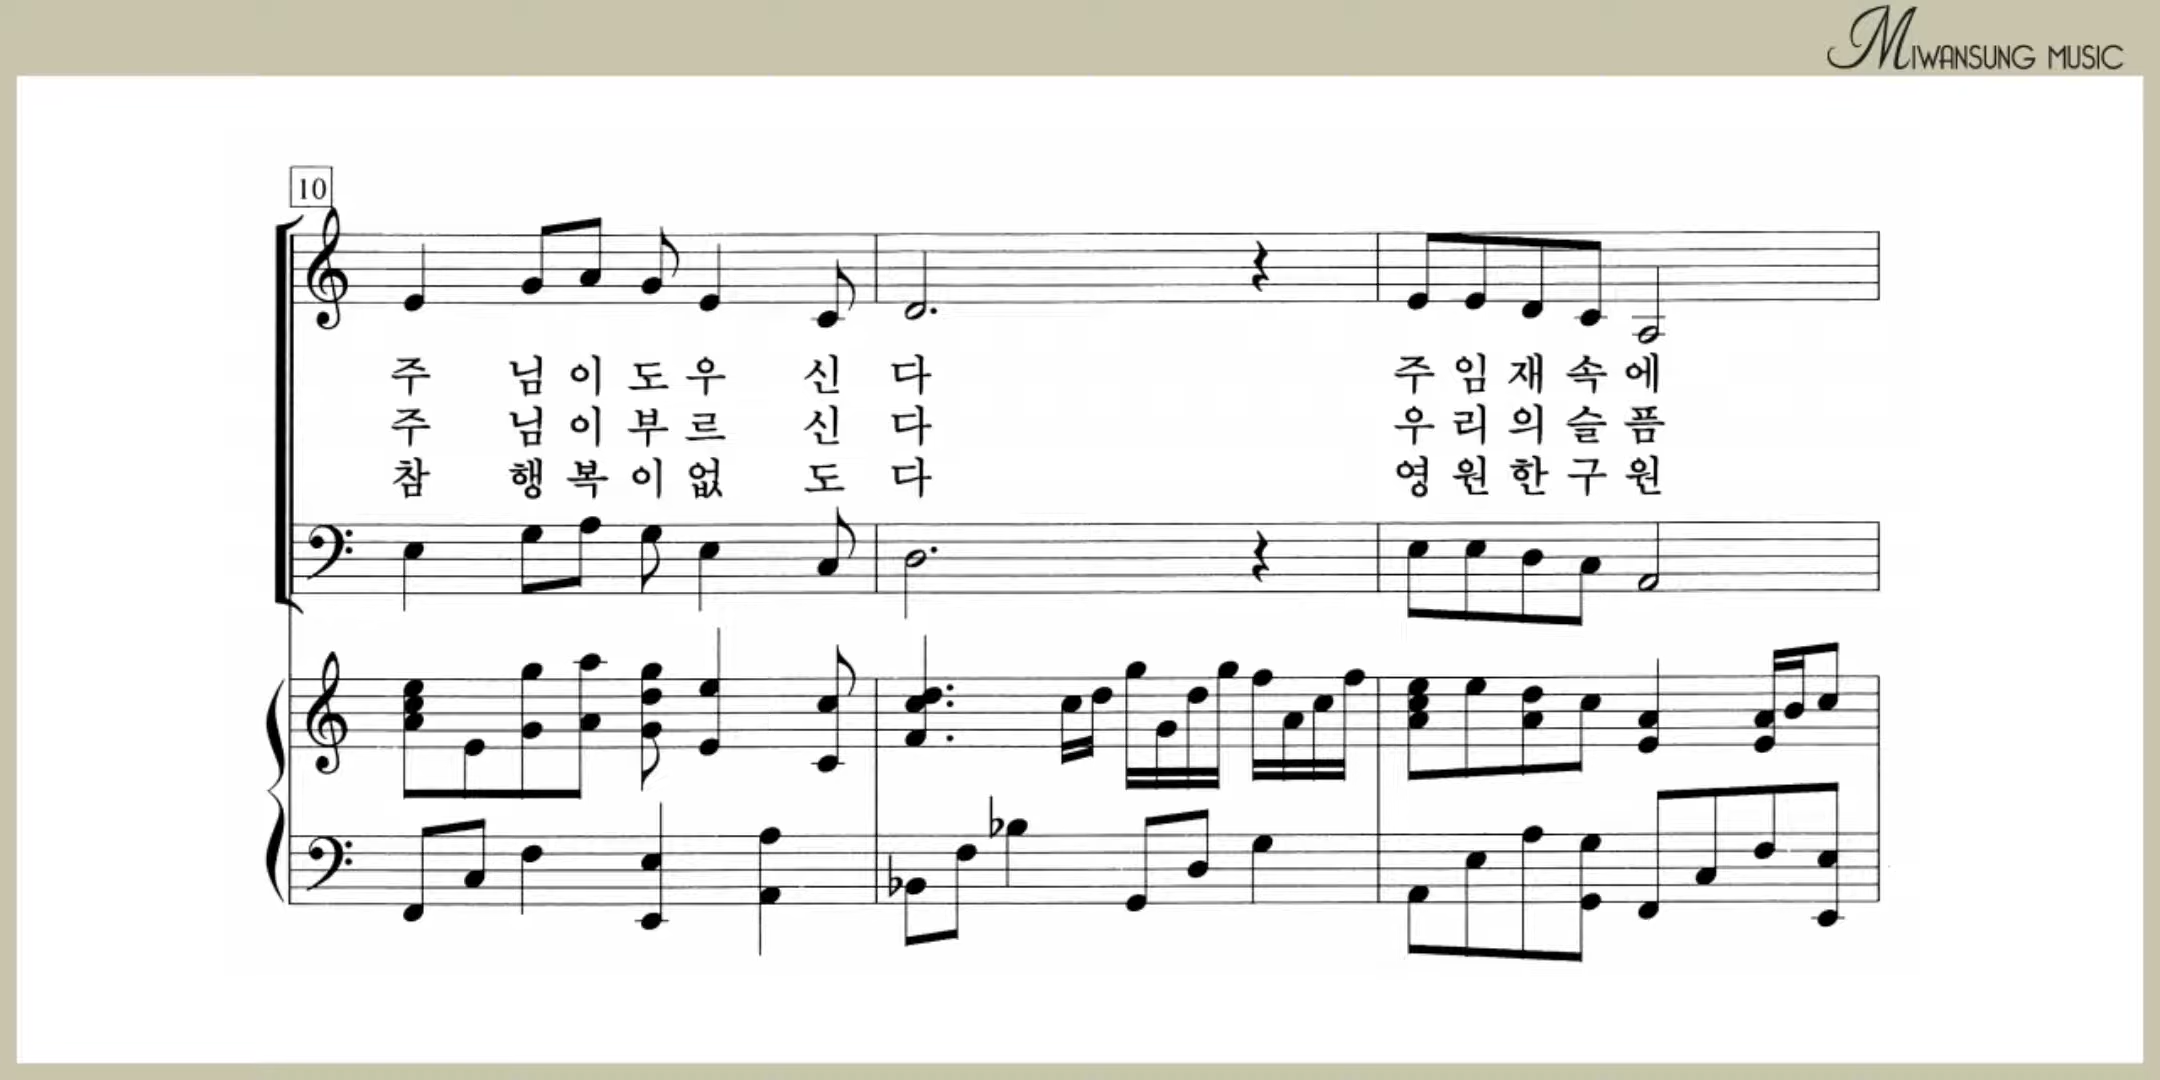 MIWANSUNG MUSIC
10
주 님 이 도 우 신 다 주 임 재 속 에
주 님 이 부 르 신 다 우 리 의 슬 픔
참 행 복 이 없 도 다 영 원 한 구 원